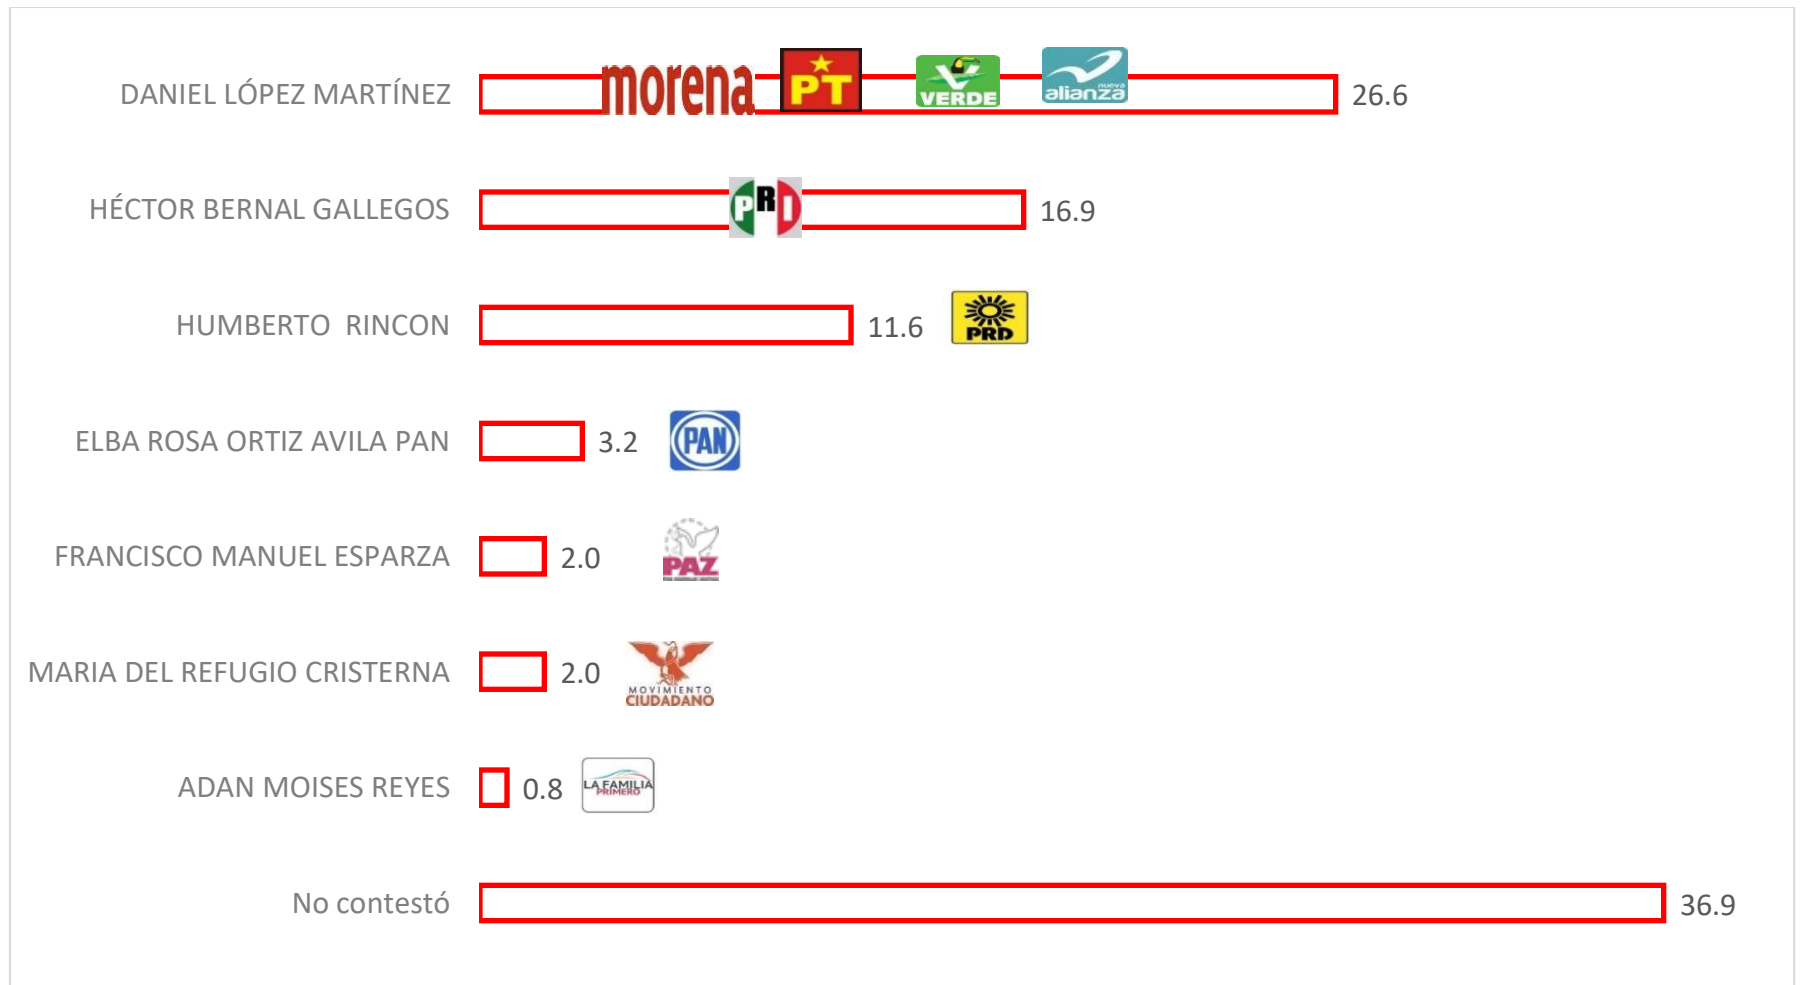 DANIEL LÓPEZ MARTÍNEZ morena PT VERDE nueva alianza 26.6
HÉCTOR BERNAL GALLEGOS PRI 16.9
HUMBERTO RINCON 11.6 PRD
ELBA ROSA ORTIZ AVILA PAN 3.2 PAN
FRANCISCO MANUEL ESPARZA 2.0 PAZ
MARIA DEL REFUGIO CRISTERNA 2.0 MOVIMIENTO CIUDADANO
ADAN MOISES REYES 0.8 LA FAMILIA PRIMERO
No contestó 36.9